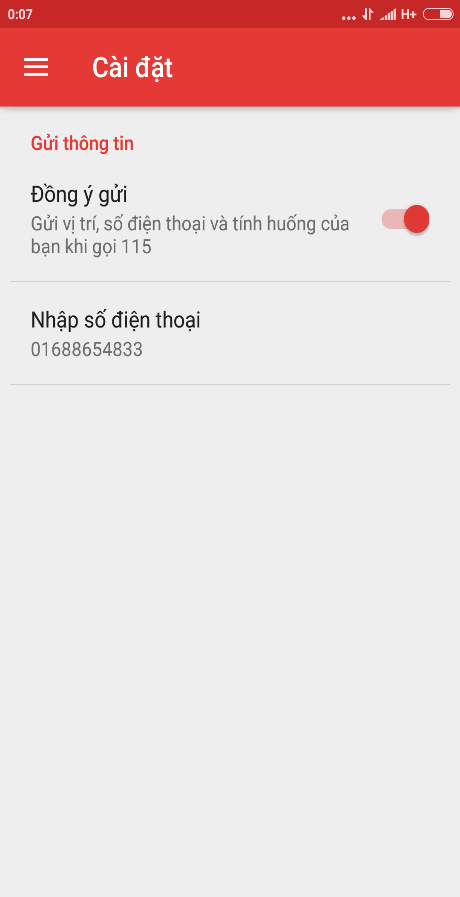 0:07
H+
Cài đặt
Gửi thông tin
Đồng ý gửi
Gửi vị trí, số điện thoại và tính huống của
bạn khi gọi 115
Nhập số điện thoại
01688654833